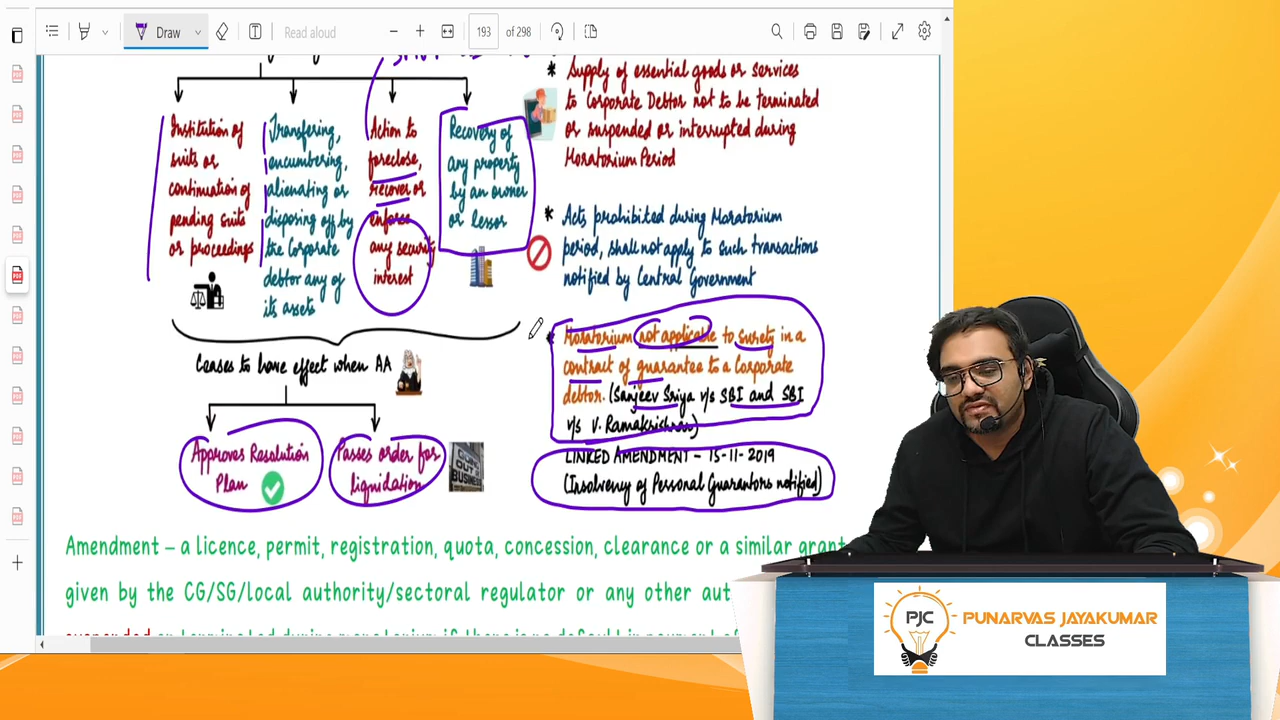 Draw
Read aloud
193
of 298
Institution of
suits or
continuation of
pending suits
or proceedings
Transfering,
encumbering,
alienating or
disposing off by
the Corporate
debtor any of
its assets
Action to
foreclose,
recover or
enforce
any security
interest
Recovery of
any property
by an owner
or lessor
Ceases to have effect when AA
Approves Resolution
Plan
Passes order for
liquidation
OUT
BUSINESS
* Supply of essential goods or services
to Corporate Debtor not to be terminated
or suspended or interrupted during
Moratorium Period
* Acts prohibited during Moratorium
period, shall not apply to such transactions
notified by Central Government
* Moratorium not applicable to surety in a
contract of guarantee to a Corporate
debtor. (Sanjeev Sriya v/s SBI and SBI
v/s V. Ramakrishnan)
LINKED AMENDMENT - 15-11-2019
(Insolvency of Personal Guarantors notified)
Amendment – a licence, permit, registration, quota, concession, clearance or a similar grant
given by the CG/SG/local authority/sectoral regulator or any other
PJC
PUNARVAS JAYAKUMAR
CLASSES